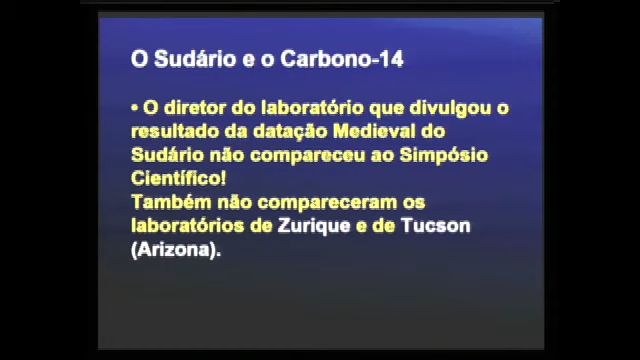 O Sudário e o Carbono-14
• O diretor do laboratório que divulgou o
resultado da datação Medieval do
Sudário não compareceu ao Simpósio
Científico!
Também não compareceram os
laboratórios de Zurique e de Tucson
(Arizona).